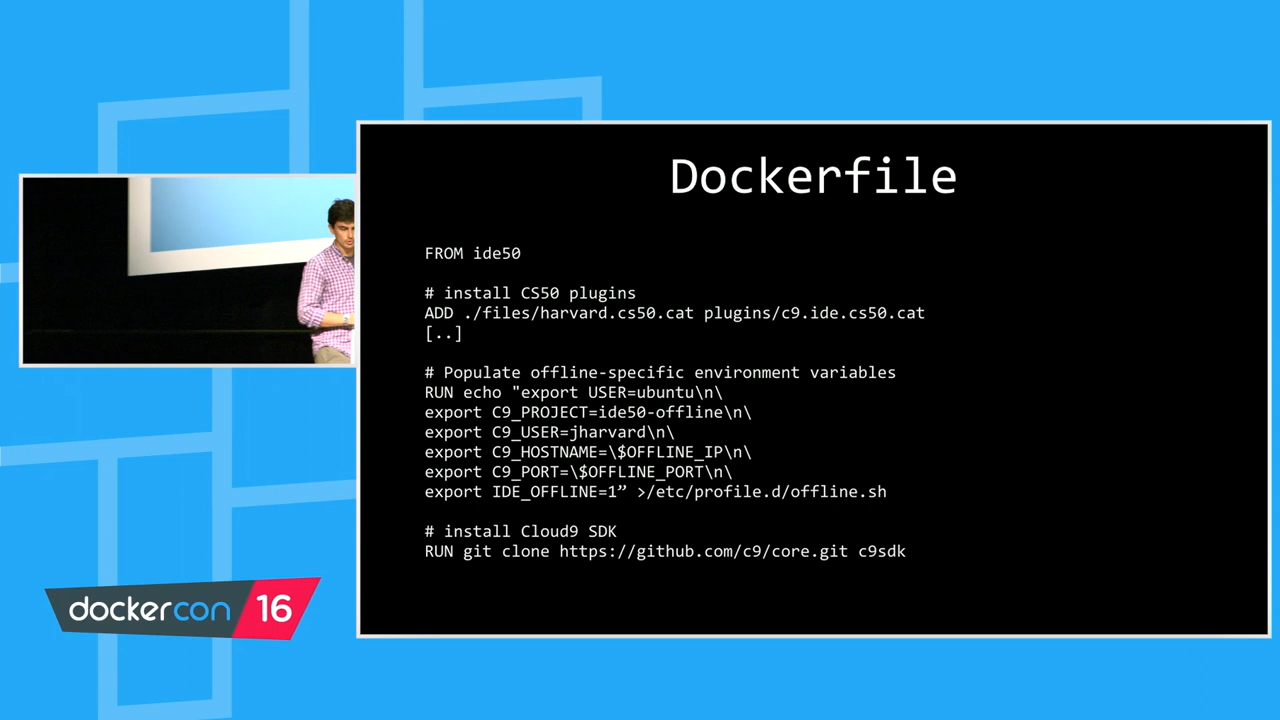 Dockerfile
FROM ide50
# install CS50 plugins
ADD ./files/harvard.cs50.cat plugins/c9.ide.cs50.cat
[..]
# Populate offline-specific environment variables
RUN echo "export USER=ubuntu\n\
export C9_PROJECT=ide50-offline\n\
export C9_USER=jharvard\n\
export C9_HOSTNAME=\$OFFLINE_IP\n\
export C9_PORT=\$OFFLINE_PORT\n\
export IDE_OFFLINE=1” >/etc/profile.d/offline.sh
# install Cloud9 SDK
RUN git clone https://github.com/c9/core.git c9sdk
dockercon 16